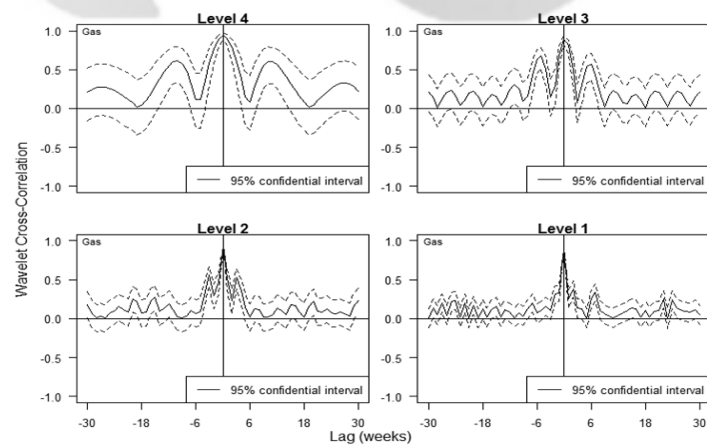 Level 4
Level 3
Gas
Gas
1.0
0.5
0.0
-0.5
-1.0
1.0
0.5
0.0
-0.5
-1.0
95% confidential interval
95% confidential interval
Wavelet Cross-Correlation
Level 2
Level 1
Gas
Gas
1.0
0.5
0.0
-0.5
-1.0
1.0
0.5
0.0
-0.5
-1.0
95% confidential interval
95% confidential interval
-30 -18 -6 6 18 30
-30 -18 -6 6 18 30
Lag (weeks)